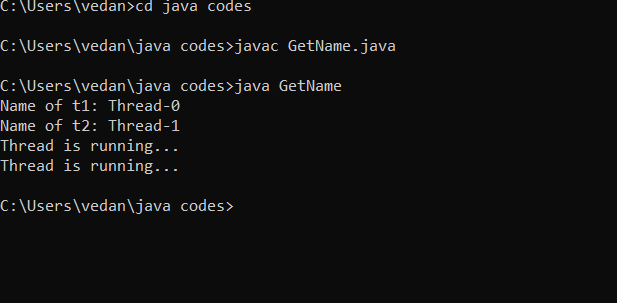 C:\Users\vedan>cd java codes
C:\Users\vedan\java codes>javac GetName.java
C:\Users\vedan\java codes>java GetName
Name of t1: Thread-0
Name of t2: Thread-1
Thread is running...
Thread is running...
C:\Users\vedan\java codes>